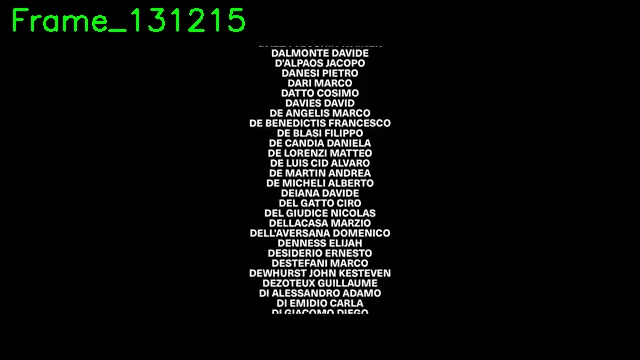 Frame_131215
DALMONTE DAVIDE
D'ALPAOS JACOPO
DANESI PIETRO
DARI MARCO
DATTO COSIMO
DAVIES DAVID
DE ANGELIS MARCO
DE BENEDICTIS FRANCESCO
DE BLASI FILIPPO
DE CANDIA DANIELA
DE LORENZI MATTEO
DE LUIS CID ALVARO
DE MARTIN ANDREA
DE MICHELI ALBERTO
DEIANA DAVIDE
DEL GATTO CIRO
DEL GIUDICE NICOLAS
DELLACASA MARZIO
DELL'AVERSANA DOMENICO
DENNESS ELIJAH
DESIDERIO ERNESTO
DESTEFANI MARCO
DEWHURST JOHN KESTEVEN
DEZOTEUX GUILLAUME
DI ALESSANDRO ADAMO
DI EMIDIO CARLA
DI GIACOMO DIEGO